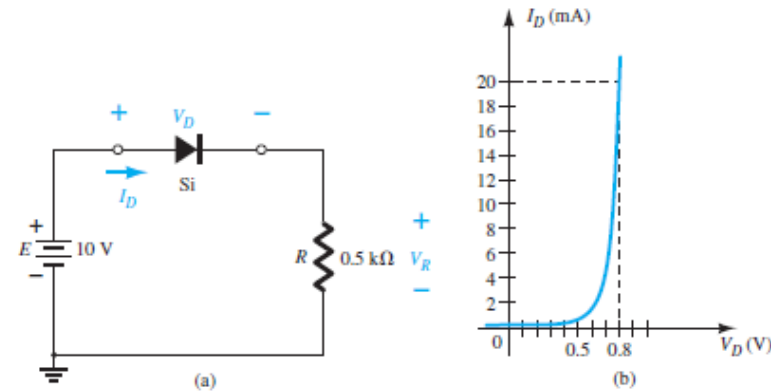 + V_D −
I_D
Si
+
E 10 V
−
R 0.5 kΩ
+
V_R
−
(a)
I_D (mA)
20
18
16
14
12
10
8
6
4
2
0 0.5 0.8 V_D (V)
(b)